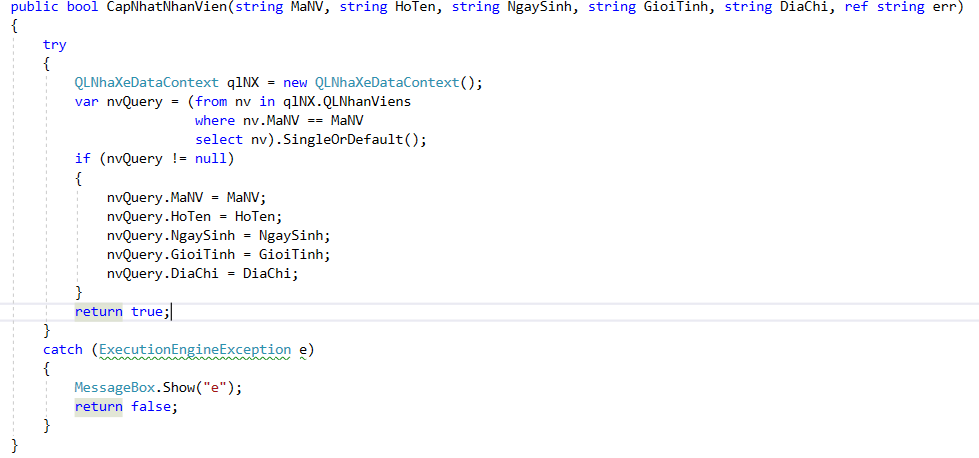 public bool CapNhatNhanVien(string MaNV, string HoTen, string NgaySinh, string GioiTinh, string DiaChi, ref string err)
{
    try
    {
        QLNhaXeDataContext qlNX = new QLNhaXeDataContext();
        var nvQuery = (from nv in qlNX.QLNhanViens
                       where nv.MaNV == MaNV
                       select nv).SingleOrDefault();
        if (nvQuery != null)
        {
            nvQuery.MaNV = MaNV;
            nvQuery.HoTen = HoTen;
            nvQuery.NgaySinh = NgaySinh;
            nvQuery.GioiTinh = GioiTinh;
            nvQuery.DiaChi = DiaChi;
        }
        return true;
    }
    catch (ExecutionEngineException e)
    {
        MessageBox.Show("e");
        return false;
    }
}